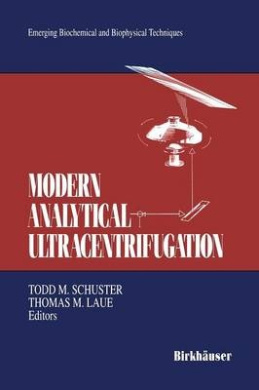 Emerging Biochemical and Biophysical Techniques
MODERN
ANALYTICAL
ULTRACENTRIFUGATION
TODD M. SCHUSTER
THOMAS M. LAUE
Editors
Birkhäuser